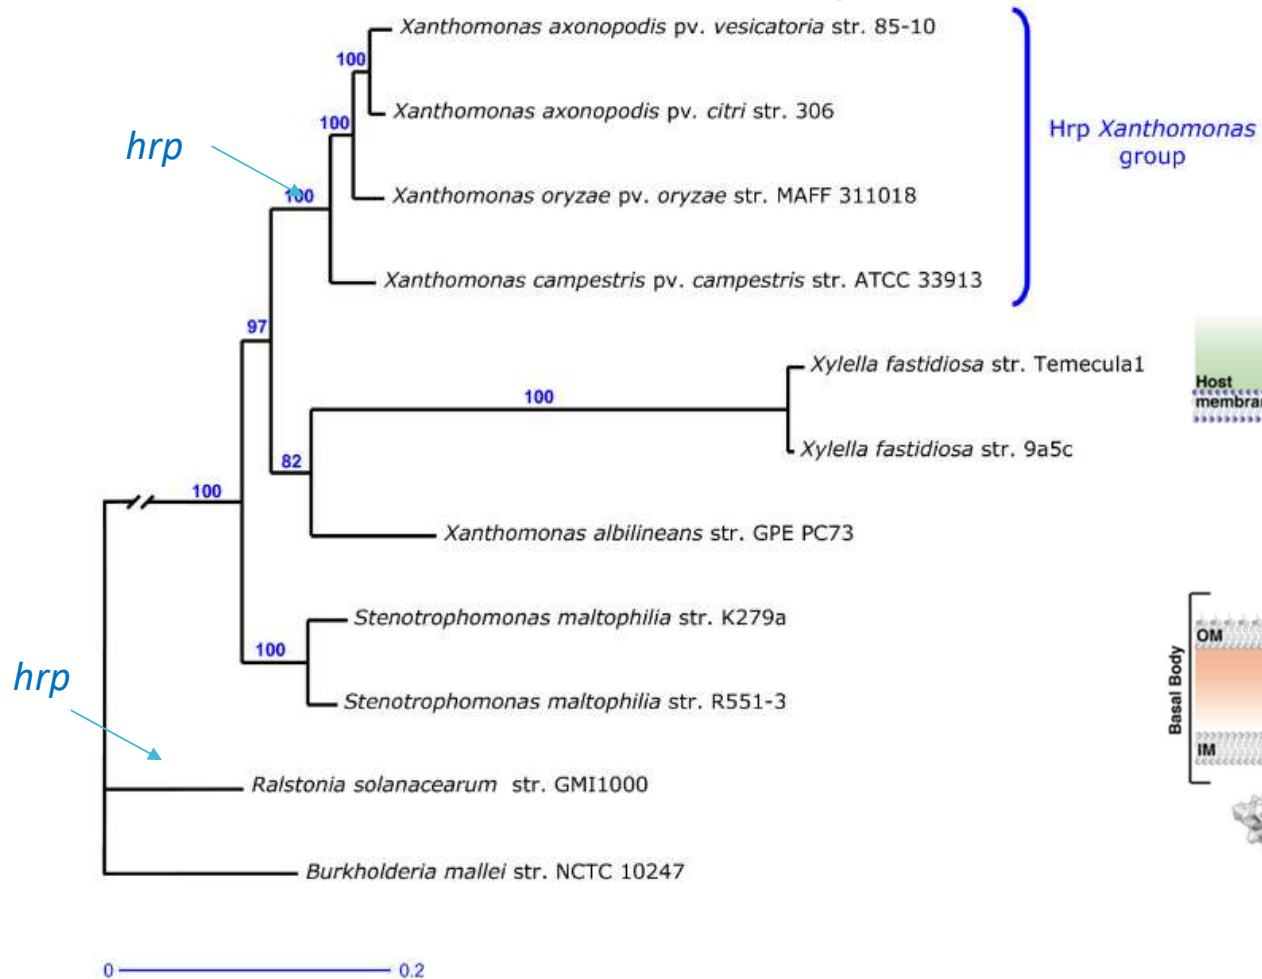 Xanthomonas axonopodis pv. vesicatoria str. 85-10
100
Xanthomonas axonopodis pv. citri str. 306
100
hrp
Hrp Xanthomonas
group
100
Xanthomonas oryzae pv. oryzae str. MAFF 311018
Xanthomonas campestris pv. campestris str. ATCC 33913
97
Xylella fastidiosa str. Temecula1
Host
100
Xylella fastidiosa str. 9a5c
82
100
Xanthomonas albilineans str. GPE PC73
Stenotrophomonas maltophilia str. K279a
OM
100
hrp
Basal Body
Stenotrophomonas maltophilia str. R551-3
IM
Ralstonia solanacearum str. GMI1000
Burkholderia mallei str. NCTC 10247
0
0.2